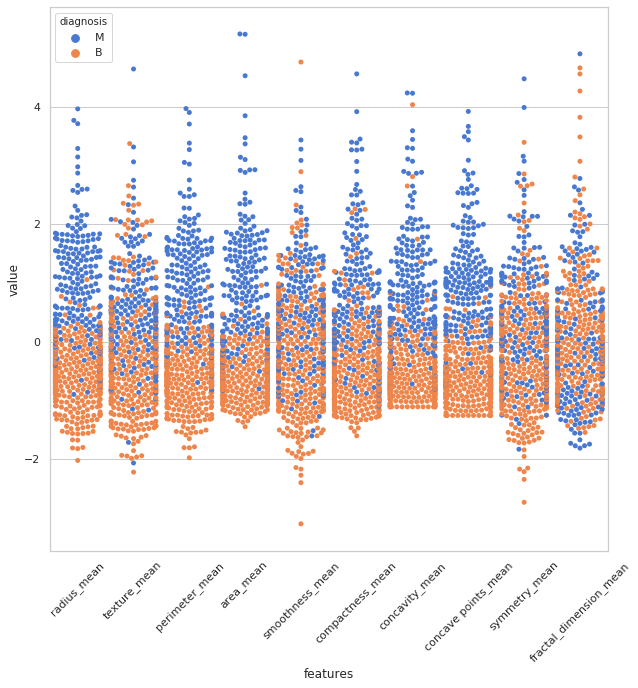 diagnosis
M
B
4
2
0
−2
value
radius_mean
texture_mean
perimeter_mean
area_mean
smoothness_mean
compactness_mean
concavity_mean
concave points_mean
symmetry_mean
fractal_dimension_mean
features